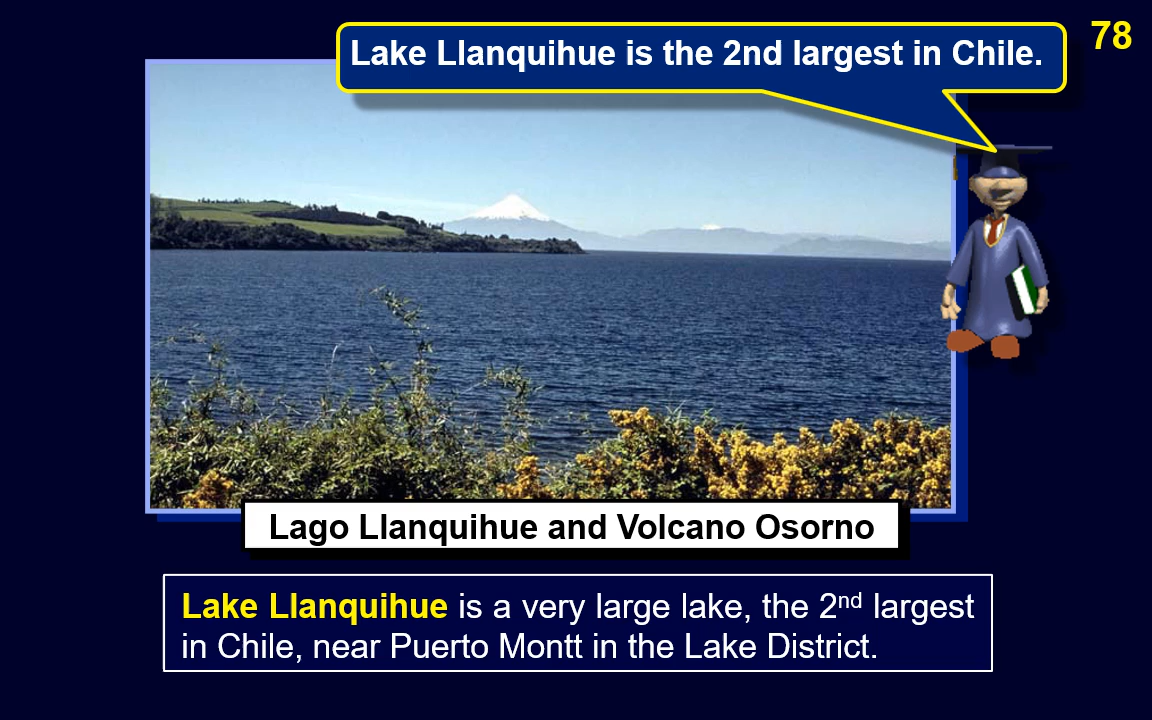 Lake Llanquihue is the 2nd largest in Chile.
78
Lago Llanquihue and Volcano Osorno
Lake Llanquihue is a very large lake, the 2nd largest
in Chile, near Puerto Montt in the Lake District.